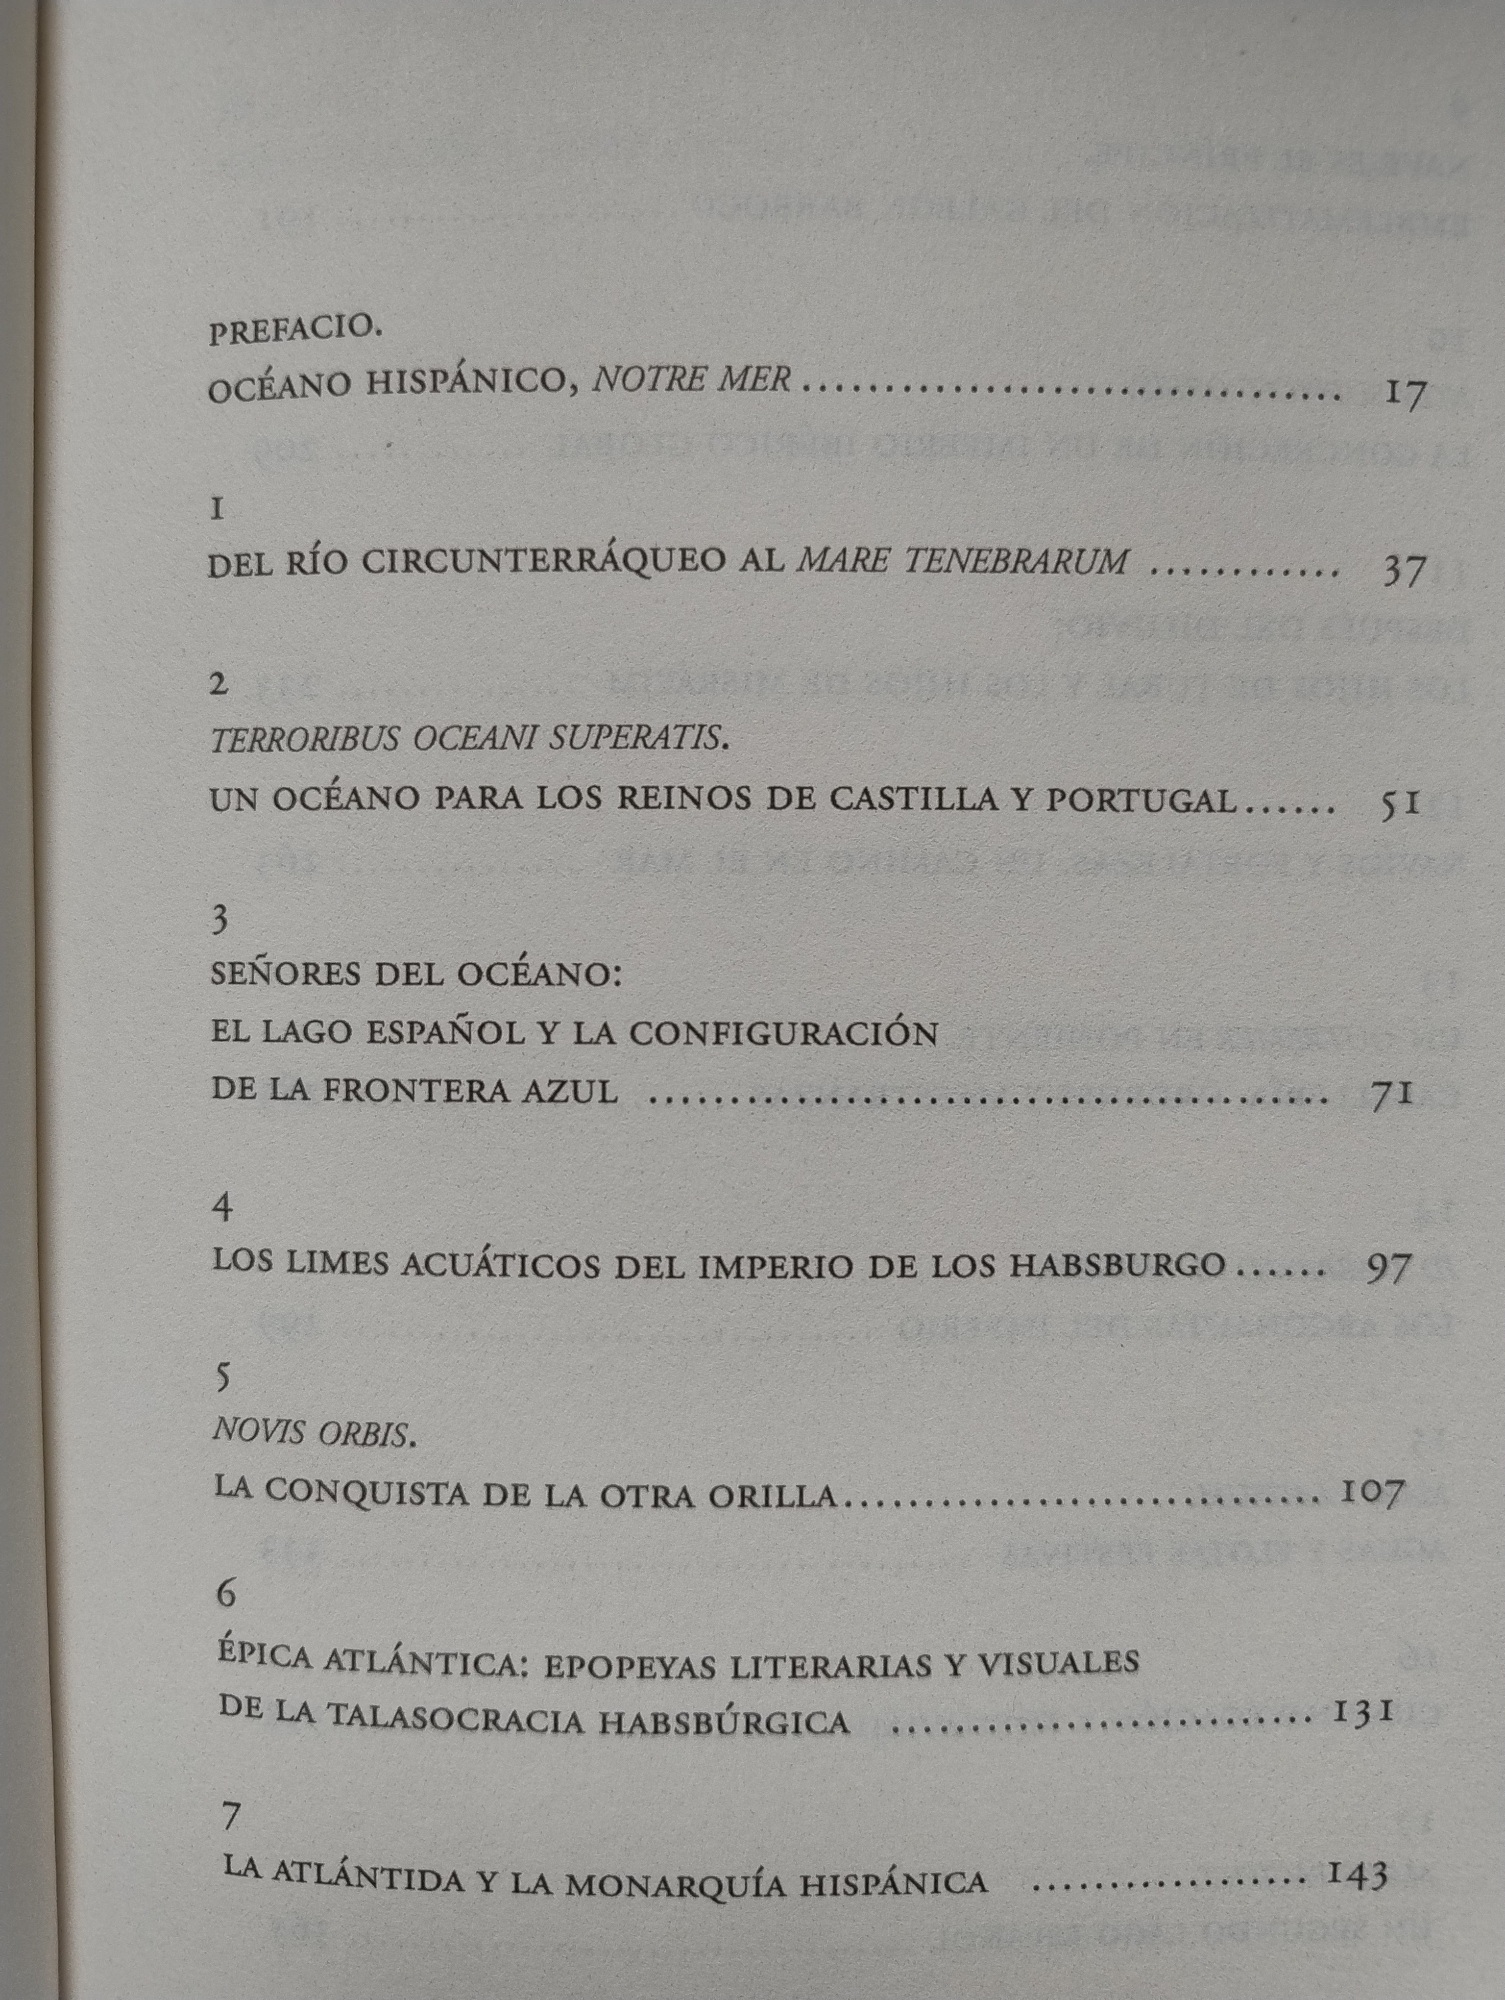 PREFACIO.
OCÉANO HISPÁNICO, NOTRE MER .................................. 17
1
DEL RÍO CIRCUNTERRÁQUEO AL MARE TENEBRARUM ............ 37
2
TERRORIBUS OCEANI SUPERATIS.
UN OCÉANO PARA LOS REINOS DE CASTILLA Y PORTUGAL...... 51
3
SEÑORES DEL OCÉANO:
EL LAGO ESPAÑOL Y LA CONFIGURACIÓN
DE LA FRONTERA AZUL ........................................... 71
4
LOS LIMES ACUÁTICOS DEL IMPERIO DE LOS HABSBURGO...... 97
5
NOVIS ORBIS.
LA CONQUISTA DE LA OTRA ORILLA.............................. 107
6
ÉPICA ATLÁNTICA: EPOPEYAS LITERARIAS Y VISUALES
DE LA TALASOCRACIA HABSBÚRGICA ........................... 131
7
LA ATLÁNTIDA Y LA MONARQUÍA HISPÁNICA .................. 143